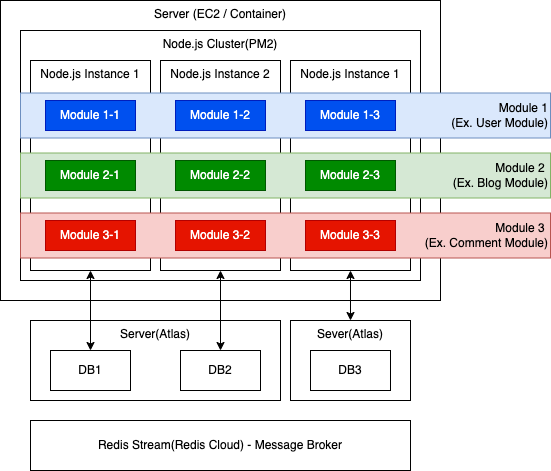 Server (EC2 / Container)
Node.js Cluster(PM2)
Node.js Instance 1
Node.js Instance 2
Node.js Instance 1
Module 1-1
Module 1-2
Module 1-3
Module 1
(Ex. User Module)
Module 2-1
Module 2-2
Module 2-3
Module 2
(Ex. Blog Module)
Module 3-1
Module 3-2
Module 3-3
Module 3
(Ex. Comment Module)
Server(Atlas)
Sever(Atlas)
DB1
DB2
DB3
Redis Stream(Redis Cloud) - Message Broker